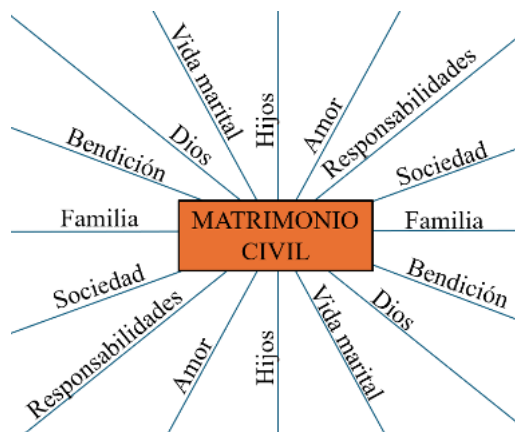 Vida marital
Hijos
Amor
Responsabilidades
Dios
Bendición
Sociedad
Familia
MATRIMONIO
CIVIL
Familia
Sociedad
Bendición
Dios
Responsabilidades
Amor
Hijos
Vida marital